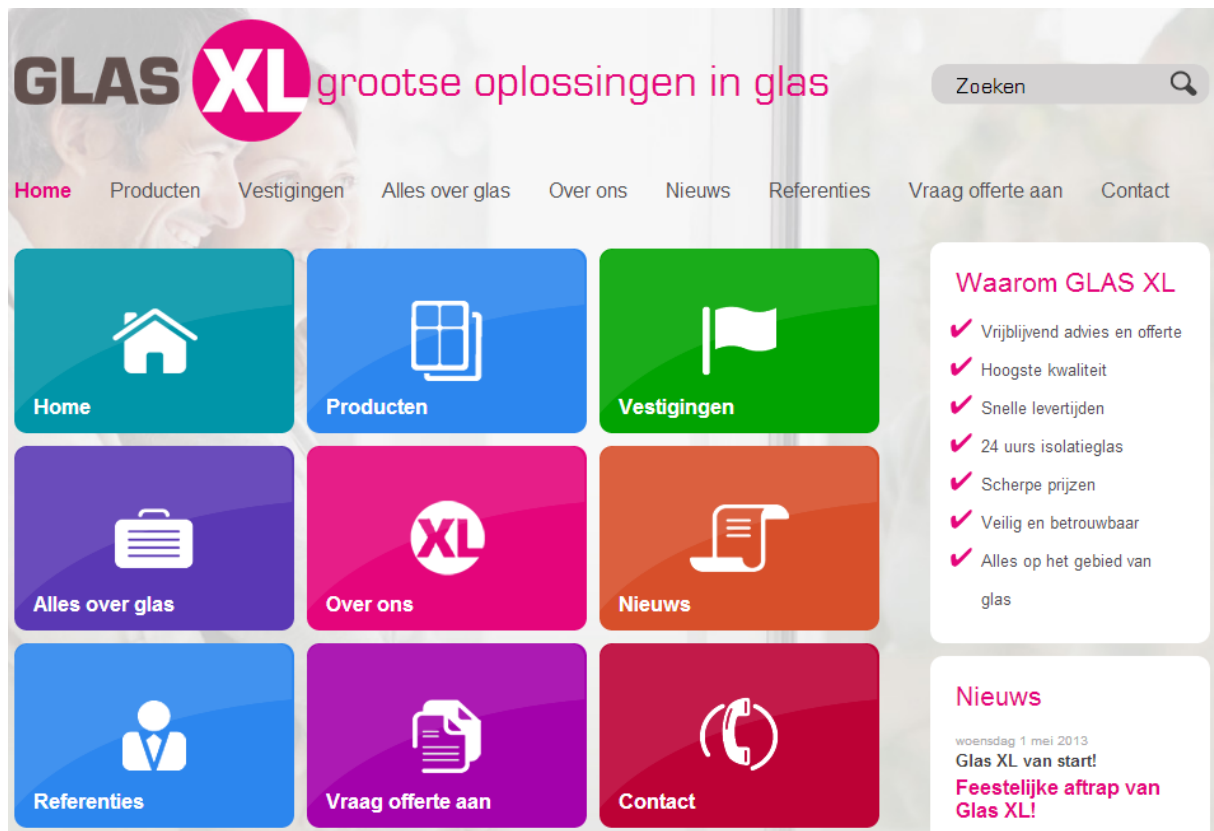 GLAS XL grootse oplossingen in glas
Zoeken
Home Producten Vestigingen Alles over glas Over ons Nieuws Referenties Vraag offerte aan Contact
Home
Producten
Vestigingen
Alles over glas
XL
Over ons
Nieuws
Referenties
Vraag offerte aan
Contact
Waarom GLAS XL
Vrijblijvend advies en offerte
Hoogste kwaliteit
Snelle levertijden
24 uurs isolatieglas
Scherpe prijzen
Veilig en betrouwbaar
Alles op het gebied van
glas
Nieuws
woensdag 1 mei 2013
Glas XL van start!
Feestelijke aftrap van
Glas XL!